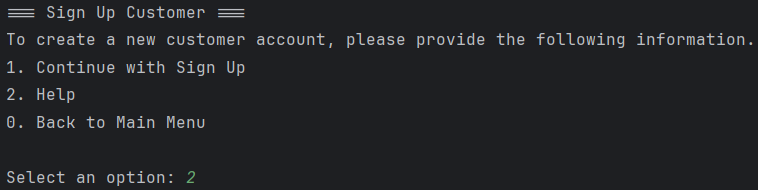 === Sign Up Customer ===
To create a new customer account, please provide the following information.
1. Continue with Sign Up
2. Help
0. Back to Main Menu
Select an option: 2